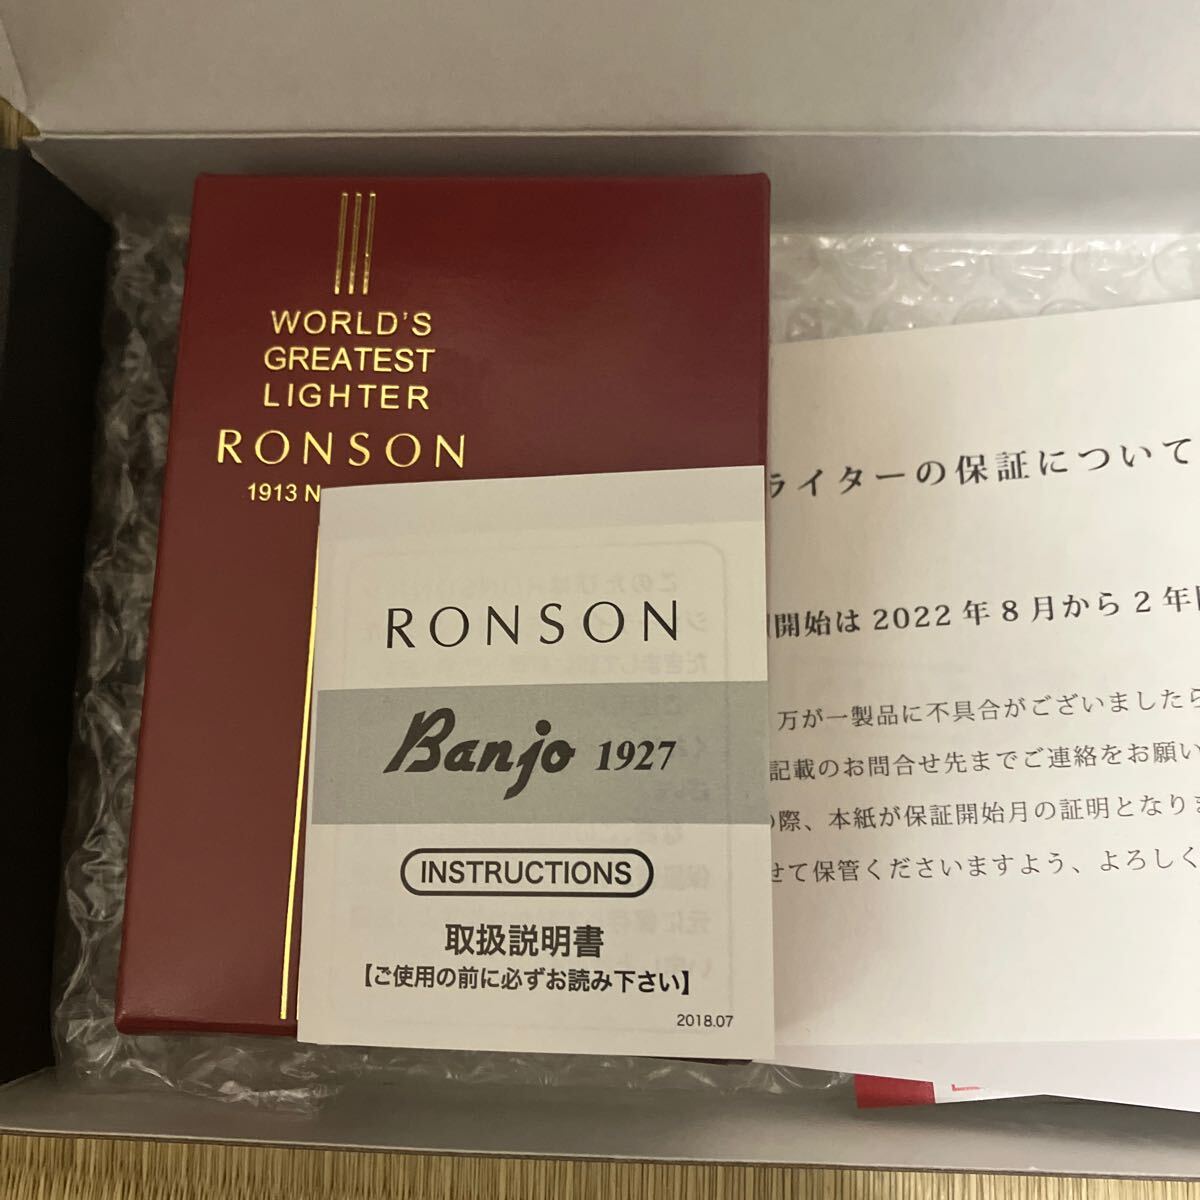 WORLD'S
GREATEST
LIGHTER
RONSON
1913 N
RONSON
Banjo 1927
INSTRUCTIONS
取扱説明書
【ご使用の前に必ずお読み下さい】
2018.07
ライターの保証について
開始は 2022 年 8 月から 2 年
万が一製品に不具合がございましたら
記載のお問合せ先までご連絡をお願い
の際、本紙が保証開始月の証明となりま
せて保管くださいますよう、よろしく